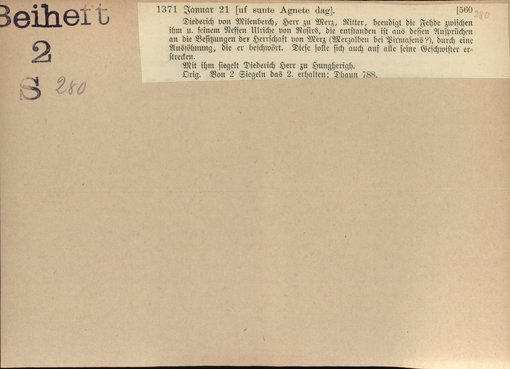 Beiheft
2
S 280
1371 Januar 21 [uf sunte Agnete dag]. [560
280
Diederich von Milenberch, Herr zu Merz, Ritter, beendigt die Fehde zwischen
ihm u. seinem Neffen Ulriche von Rosirs, die entstanden ist aus dessen Ansprüchen
an die Besitzungen der Herrschaft von Merz (Merzalben bei Pirmasens?), durch eine
Aussöhnung, die er beschwört. Diese solle sich auch auf alle seine Geschwister er-
strecken.
Mit ihm siegelt Diederich Herr zu Hungherigh.
Orig. Von 2 Siegeln das 2. erhalten; Dhaun 788.